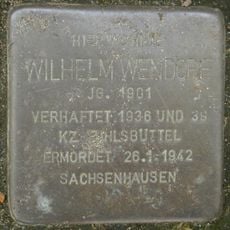 HIER WOHNTE
WILHELM WENDORF
JG. 1901
VERHAFTET 1936 UND 39
KZ FUHLSBÜTTEL
ERMORDET 26.1.1942
SACHSENHAUSEN